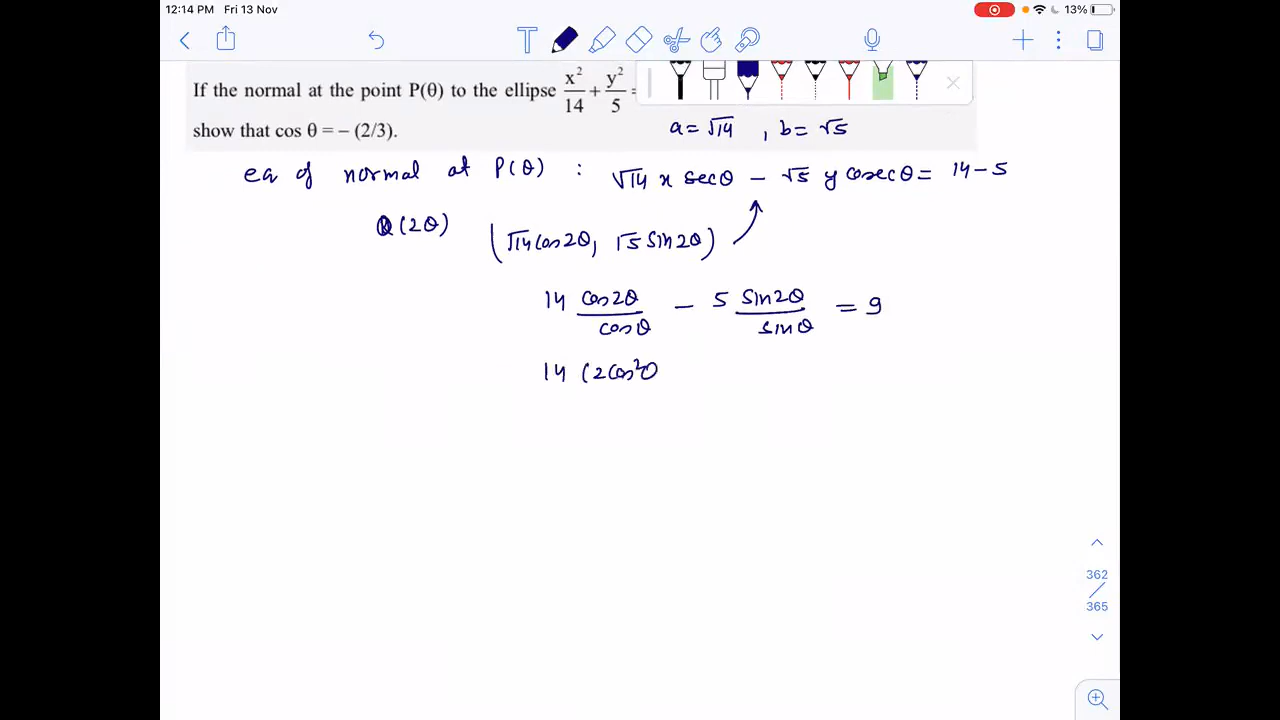 12:14 PM Fri 13 Nov 13%
If the normal at the point P(θ) to the ellipse x²/14 + y²/5 =
show that cos θ = – (2/3).
a = √14 , b = √5
eq of normal at P(θ) : √14 x secθ – √5 y cosecθ = 14 – 5
Q(2θ) (√14 cos2θ, √5 sin2θ)
14 cos2θ/cosθ – 5 sin2θ/sinθ = 9
14 (2cos²θ
362
/
365